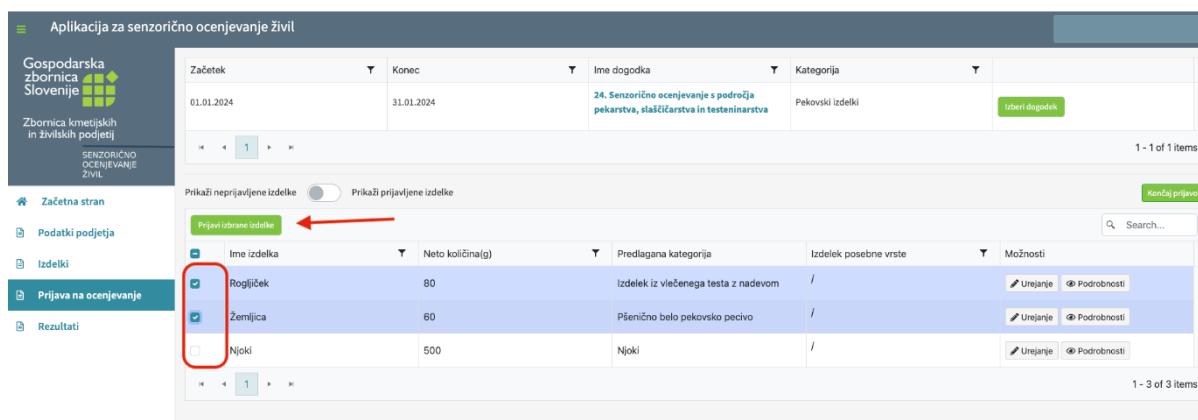 Aplikacija za senzorično ocenjevanje živil
Gospodarska
zbornica
Slovenije
Zbornica kmetijskih
in živilskih podjetij
SENZORIČNO
OCENJEVANJE
ŽIVIL
Začetna stran
Podatki podjetja
Izdelki
Prijava na ocenjevanje
Rezultati
Začetek Konec Ime dogodka Kategorija
01.01.2024 31.01.2024 24. Senzorično ocenjevanje s področja pekarstva, slaščičarstva in testeninarstva Pekovski izdelki Izberi dogodek
1 1 - 1 of 1 items
Prikaži neprijavljene izdelke Prikaži prijavljene izdelke Končaj prijavo
Prijavi izbrane izdelke Search...
Ime izdelka Neto količina(g) Predlagana kategorija Izdelek posebne vrste Možnosti
Rogljiček 80 Izdelek iz vlečenega testa z nadevom / Urejanje Podrobnosti
Žemljica 60 Pšenično belo pekovsko pecivo / Urejanje Podrobnosti
Njoki 500 Njoki / Urejanje Podrobnosti
1 1 - 3 of 3 items